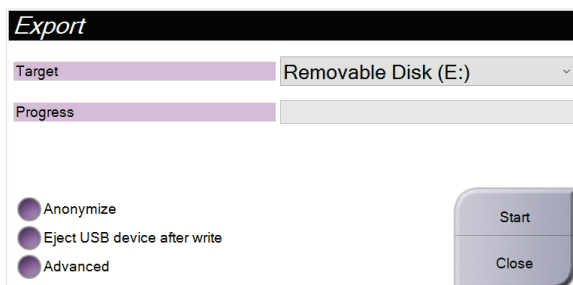 Export
Target
Removable Disk (E:)
Progress
Anonymize
Eject USB device after write
Advanced
Start
Close